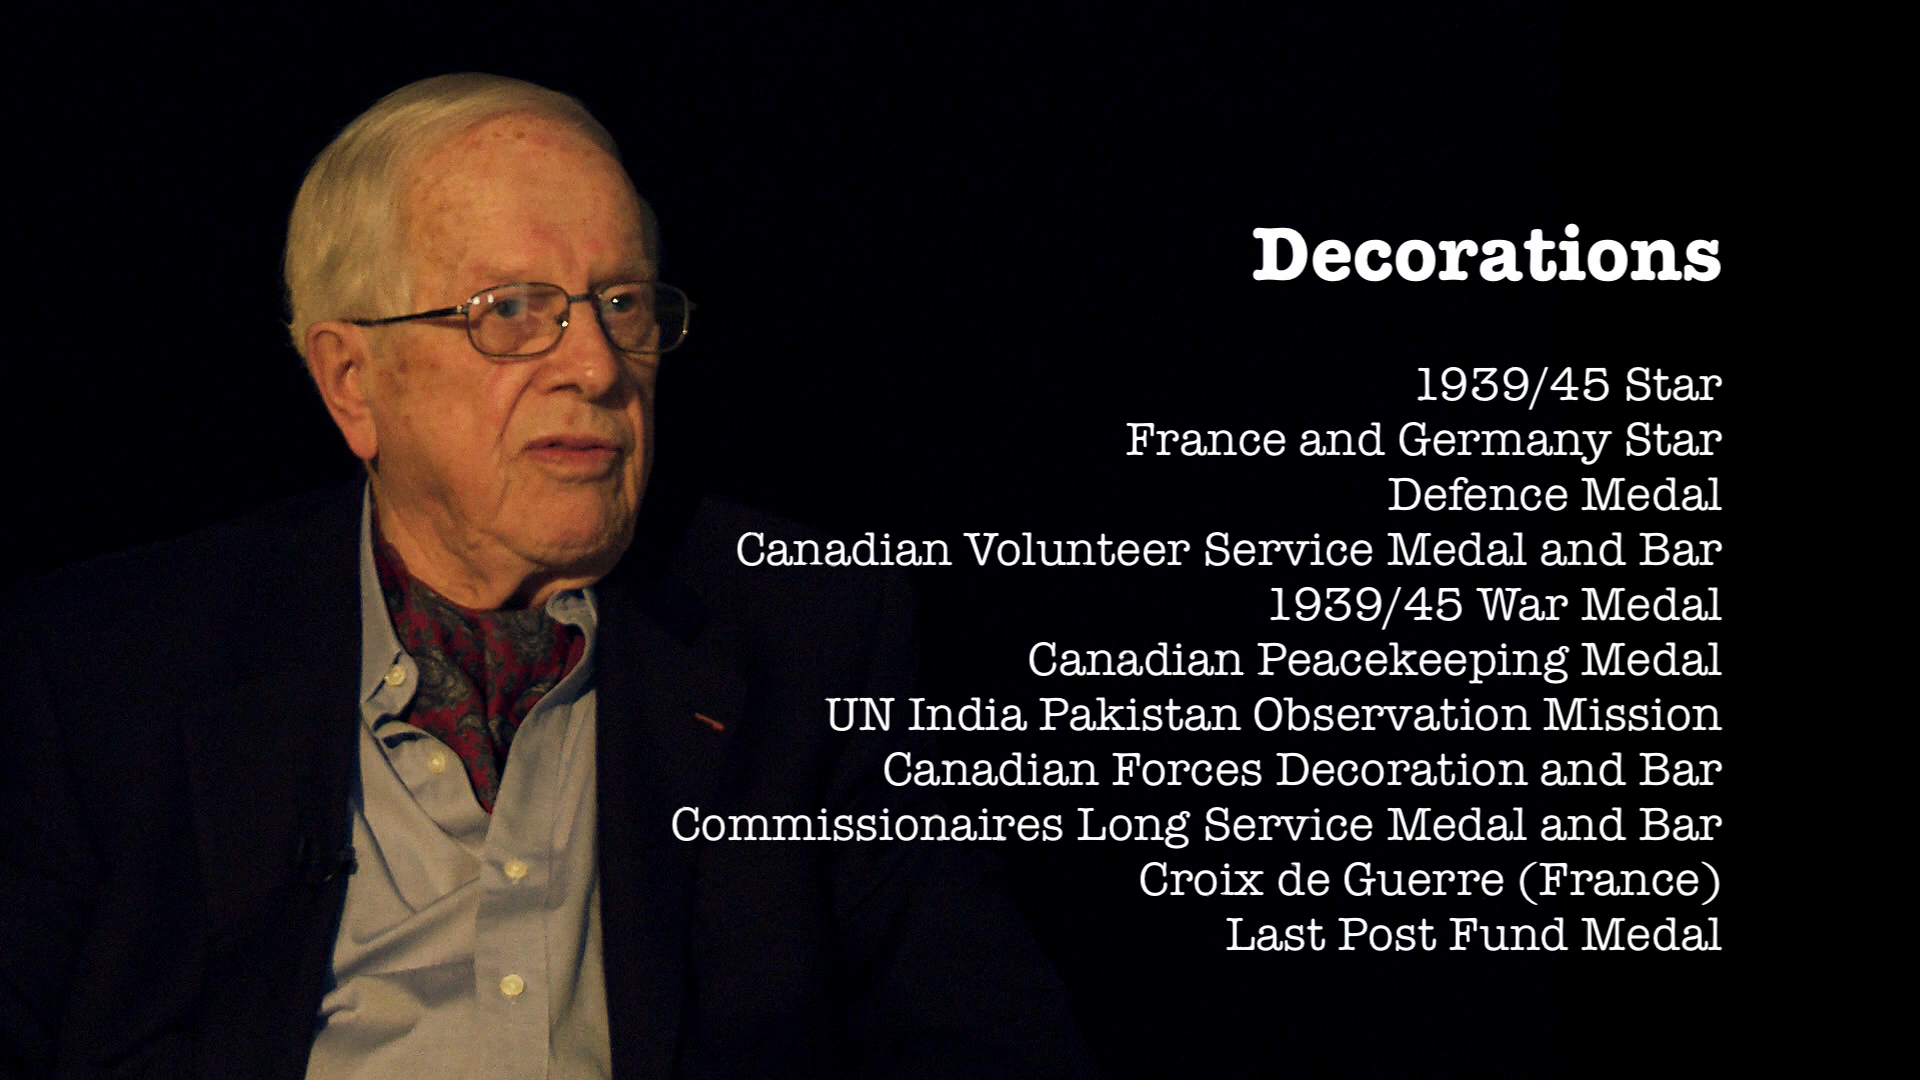 Decorations
1939/45 Star
France and Germany Star
Defence Medal
Canadian Volunteer Service Medal and Bar
1939/45 War Medal
Canadian Peacekeeping Medal
UN India Pakistan Observation Mission
Canadian Forces Decoration and Bar
Commissionaires Long Service Medal and Bar
Croix de Guerre (France)
Last Post Fund Medal